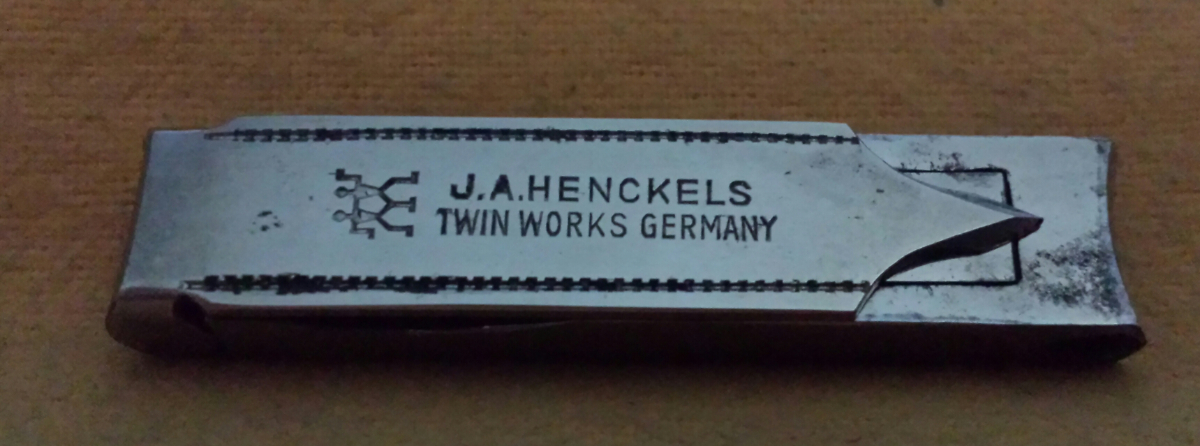 J.A.HENCKELS
TWIN WORKS GERMANY